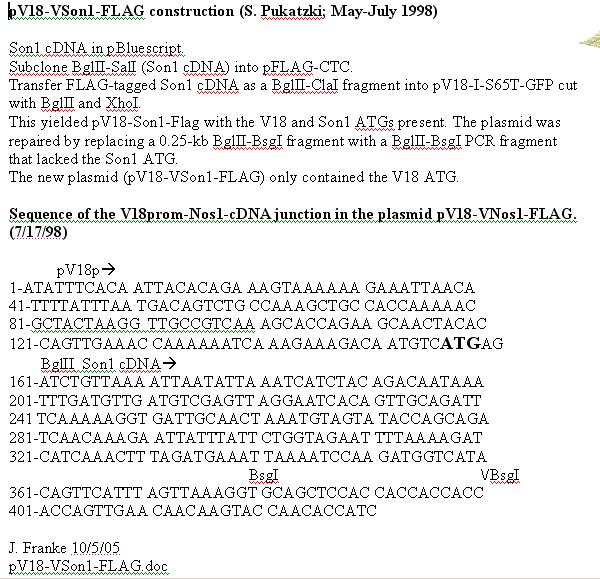 pV18-VSon1-FLAG construction (S. Pukatzki; May-July 1998)
Son1 cDNA in pBluescript.
Subclone BglII-SalI (Son1 cDNA) into pFLAG-CTC.
Transfer FLAG-tagged Son1 cDNA as a BglII-ClaI fragment into pV18-I-S65T-GFP cut
with BglII and XhoI.
This yielded pV18-Son1-Flag with the V18 and Son1 ATGs present. The plasmid was
repaired by replacing a 0.25-kb BglII-BsgI fragment with a BglII-BsgI PCR fragment
that lacked the Son1 ATG.
The new plasmid (pV18-VSon1-FLAG) only contained the V18 ATG.
Sequence of the V18prom-Nos1-cDNA junction in the plasmid pV18-VNos1-FLAG.
(7/17/98)
pV18p→
1-ATATTTCACA ATTACACAGA AAGTAAAAAA GAAATTAACA
41-TTTTATTTAA TGACAGTCTG CCAAAGCTGC CACCAAAAAC
81-GCTACTAAGG TTGCCGTCAA AGCACCAGAA GCAACTACAC
121-CAGTTGAAAC CAAAAAATCA AAGAAAGACA ATGTCATGAG
BglII Son1 cDNA→
161-ATCTGTTAAA ATTAATATTA AATCATCTAC AGACAATAAA
201-TTTGATGTTG ATGTCGAGTT AGGAATCACA GTTGCAGATT
241 TCAAAAAGGT GATTGCAACT AAATGTAGTA TACCAGCAGA
281-TCAACAAAGA ATTATTTATT CTGGTAGAAT TTTAAAAGAT
321-CATCAAACTT TAGATGAAAT TAAAATCCAA GATGGTCATA
BsgI VBsgI
361-CAGTTCATTT AGTTAAAGGT GCAGCTCCAC CACCACCACC
401-ACCAGTTGAA CAACAAGTAC CAACACCATC
J. Franke 10/5/05
pV18-VSon1-FLAG.doc